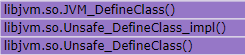 libjvm.so.JVM_DefineClass()
libjvm.so.Unsafe_DefineClass_impl()
libjvm.so.Unsafe_DefineClass()